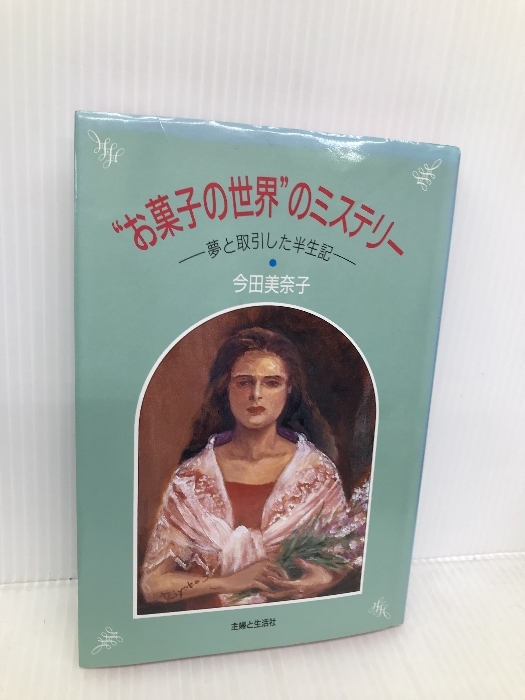 “お菓子の世界”のミステリー
―夢と取引した半生記―
今田美奈子
主婦と生活社